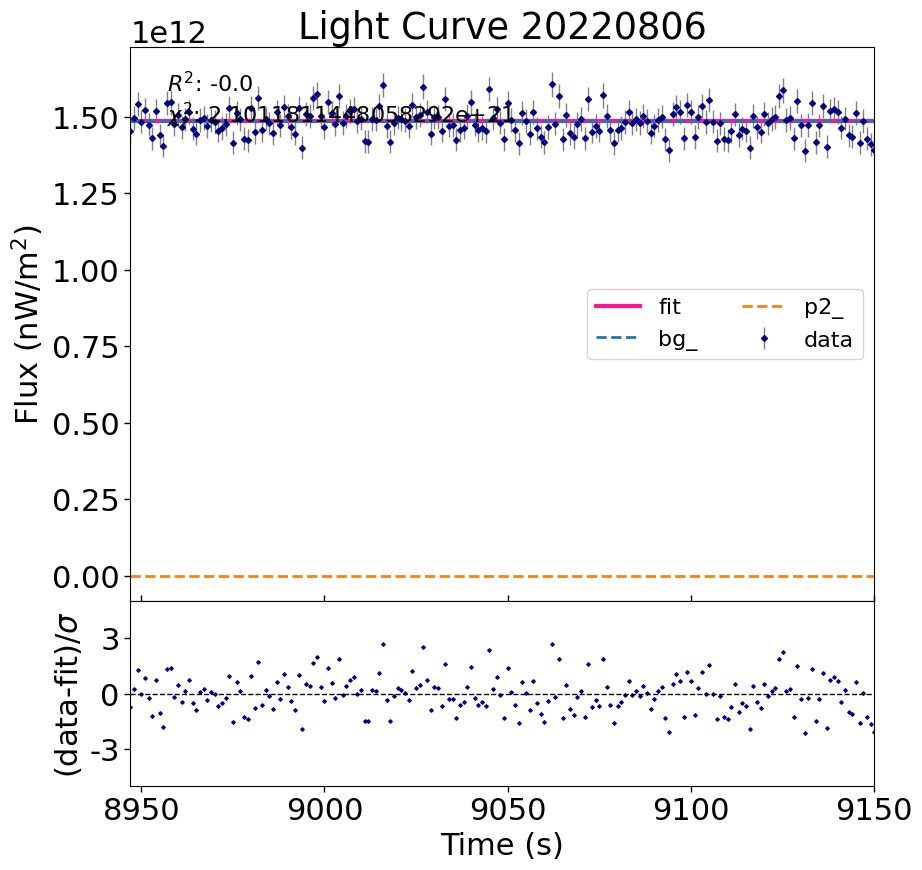 Light Curve 20220806
1e12
R²: -0.0
χ²:
1.50
1.25
1.00
0.75
0.50
0.25
0.00
Flux (nW/m²)
fit
bg_
p2_
data
3
0
-3
(data-fit)/σ
8950 9000 9050 9100 9150
Time (s)